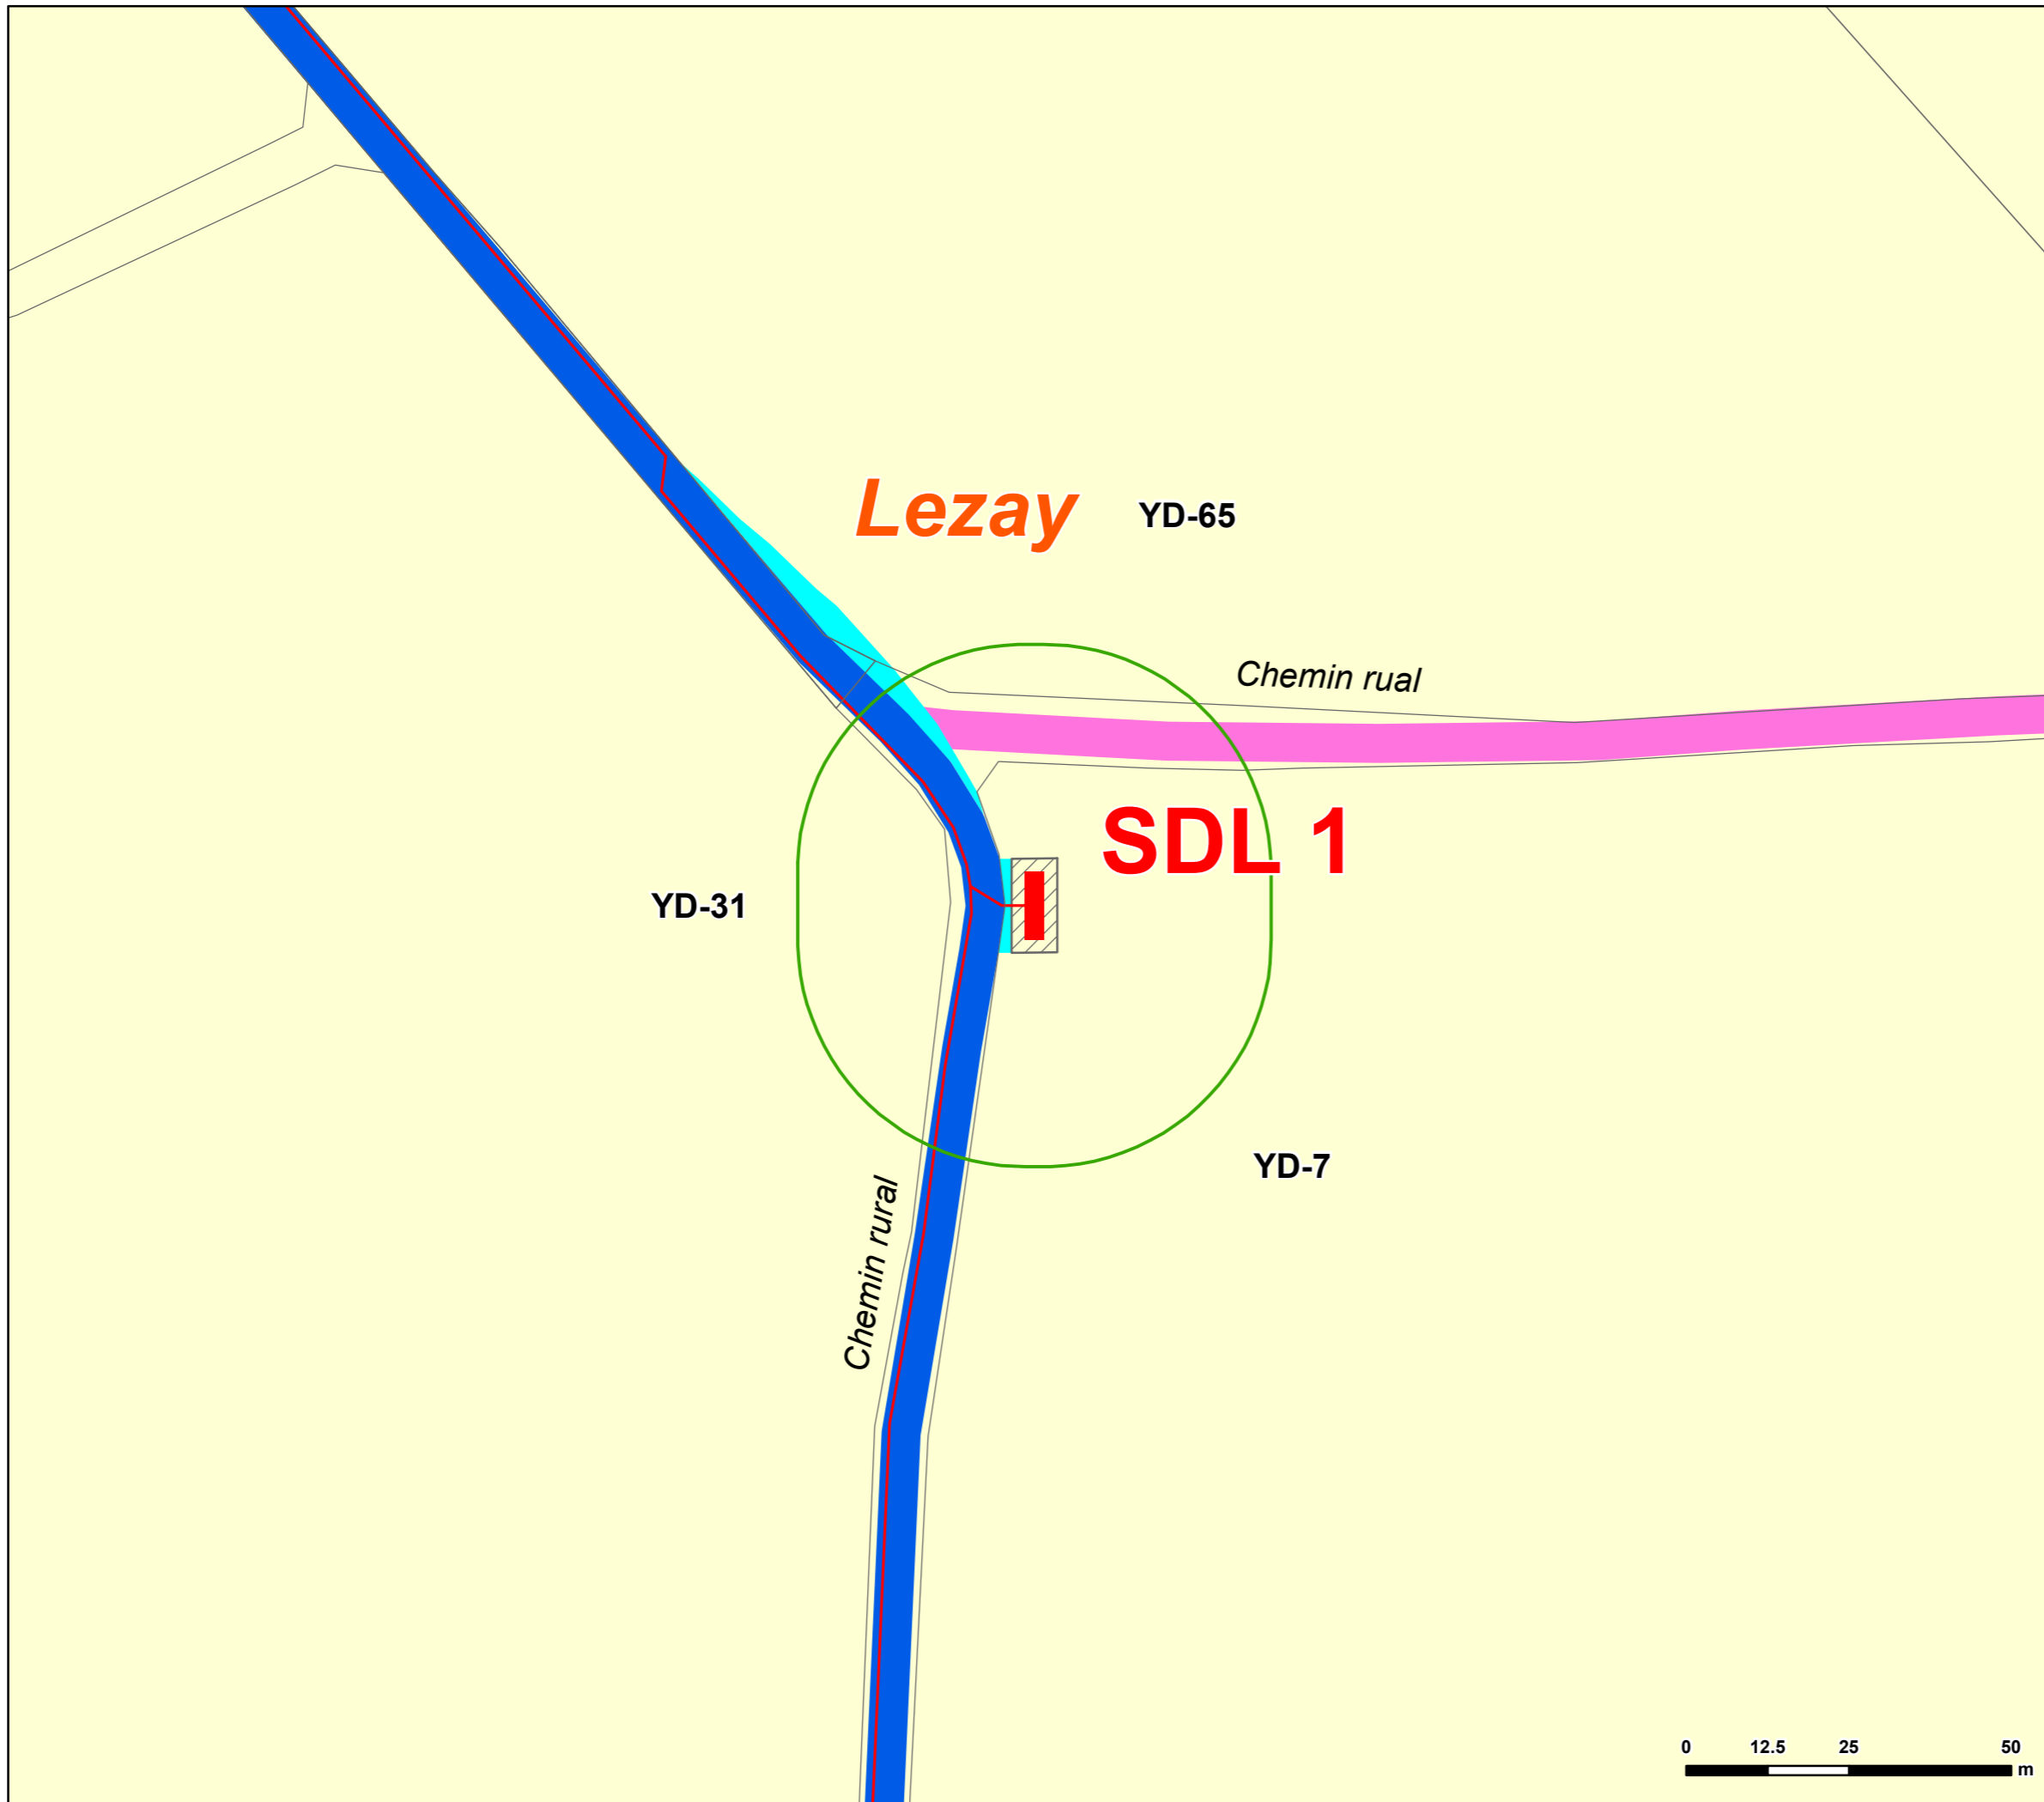 Lezay
YD-65
Chemin rual
SDL 1
YD-31
YD-7
Chemin rural
0 12.5 25 50
m